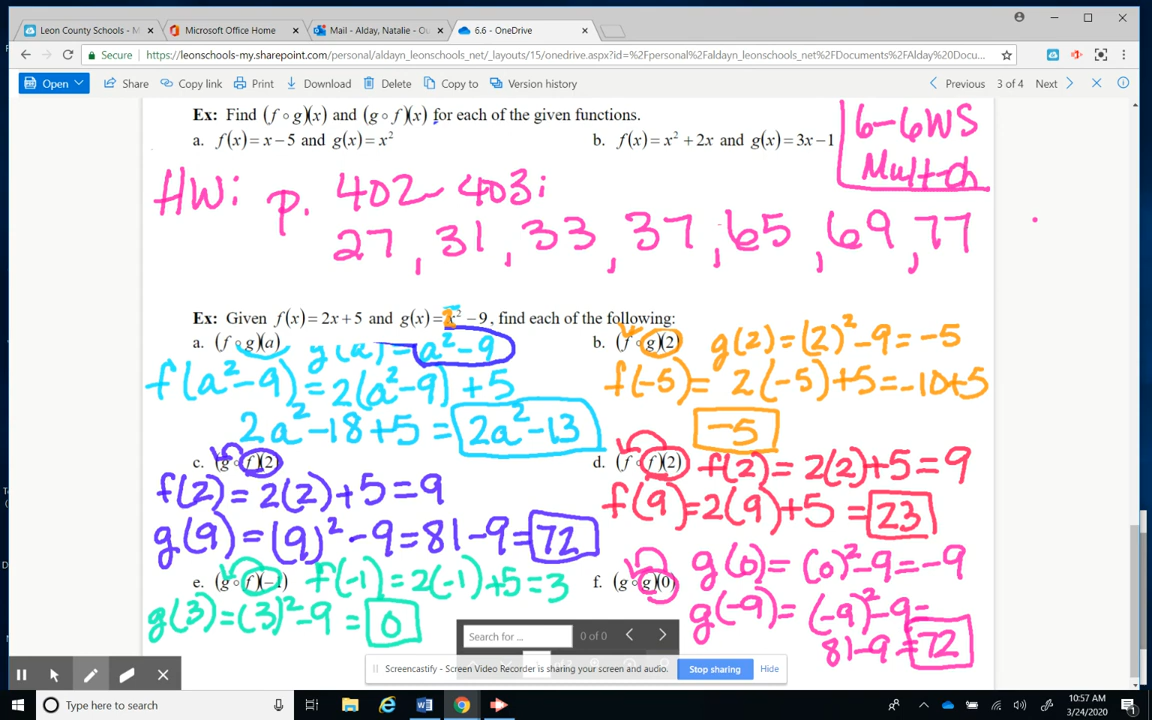 Leon County Schools - M
Microsoft Office Home
Mail - Alday, Natalie - Ou
6.6 - OneDrive
Secure
https://leonschools-my.sharepoint.com/personal/aldayn_leonschools_net/_layouts/15/onedrive.aspx?id=%2Fpersonal%2Faldayn_leonschools_net%2FDocuments%2FAlday%20Docu...
Open Share Copy link Print Download Delete Copy to Version history Previous 3 of 4 Next
Ex: Find (f ∘ g)(x) and (g ∘ f)(x) for each of the given functions.
a. f(x) = x − 5 and g(x) = x²
b. f(x) = x² + 2x and g(x) = 3x − 1
6-6WS
Mult-Ch
HW: p. 402-403:
27, 31, 33, 37, 65, 69, 77
Ex: Given f(x) = 2x + 5 and g(x) = x² − 9, find each of the following:
a. (f ∘ g)(a) g(a) = a² − 9
f(a² − 9) = 2(a² − 9) + 5
2a² − 18 + 5 = 2a² − 13
b. (f ∘ g)(2) g(2) = (2)² − 9 = −5
f(−5) = 2(−5) + 5 = −10+5
−5
c. (g ∘ f)(2)
f(2) = 2(2) + 5 = 9
g(9) = (9)² − 9 = 81 − 9 = 72
d. (f ∘ f)(2) f(2) = 2(2)+5 = 9
f(9) = 2(9) + 5 = 23
e. (g ∘ f)(−1) f(−1) = 2(−1) + 5 = 3
g(3) = (3)² − 9 = 0
f. (g ∘ g)(0) g(0) = (0)² − 9 = −9
g(−9) = (−9)² − 9 =
81 − 9 = 72
Search for ... 0 of 0
Screencastify - Screen Video Recorder is sharing your screen and audio. Stop sharing Hide
Type here to search
10:57 AM
3/24/2020